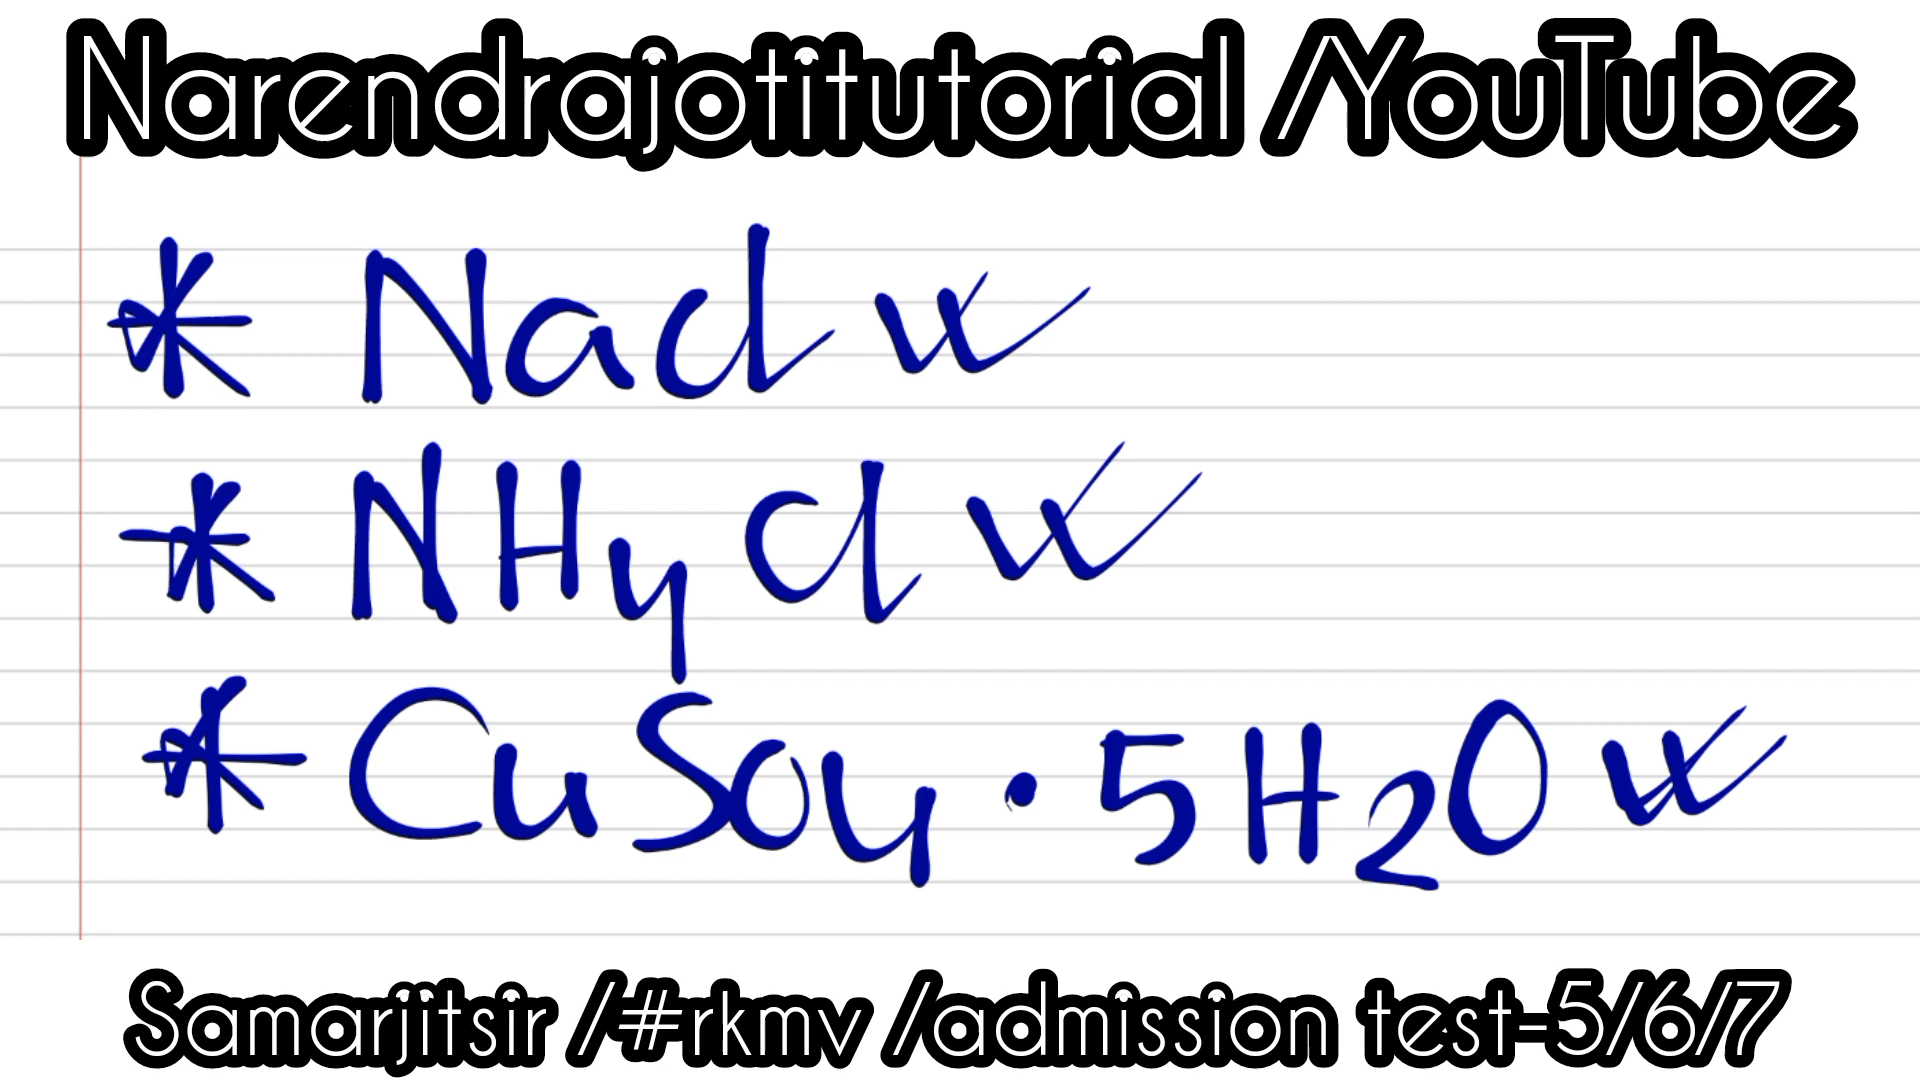 Narendrajotitutorial /YouTube
* NaCl
* NH4Cl
* CuSO4·5H2O
Samarjitsir /#rkmv /admission test=5/6/7